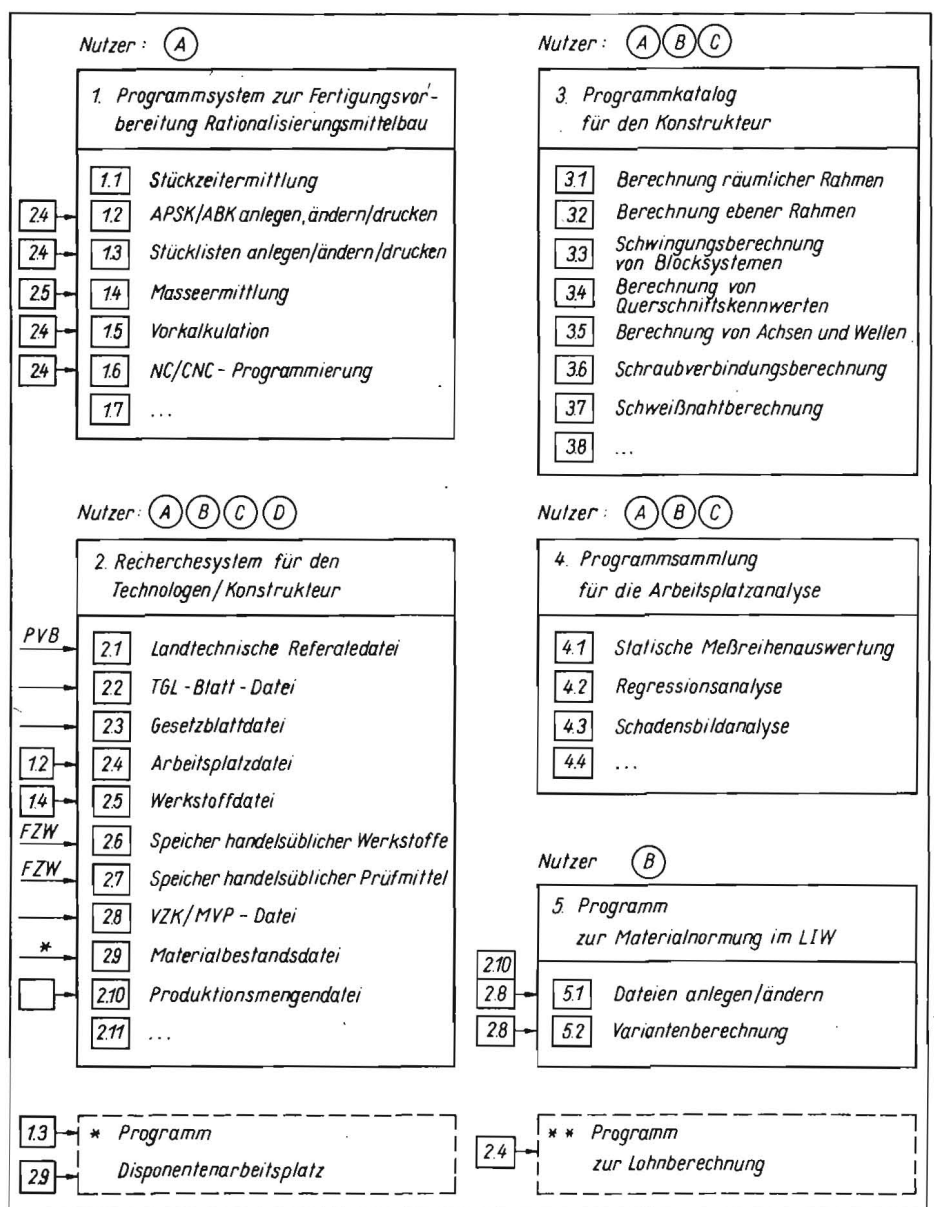 Nutzer: A
1. Programmsystem zur Fertigungsvor-
bereitung Rationalisierungsmittelbau
1.1 Stückzeitermittlung
2.4 1.2 APSK/ABK anlegen, ändern/drucken
2.4 1.3 Stücklisten anlegen/ändern/drucken
2.5 1.4 Masseermittlung
2.4 1.5 Vorkalkulation
2.4 1.6 NC/CNC-Programmierung
1.7 ...
Nutzer: A B C
3. Programmkatalog
für den Konstrukteur
3.1 Berechnung räumlicher Rahmen
3.2 Berechnung ebener Rahmen
3.3 Schwingungsberechnung
von Blocksystemen
3.4 Berechnung von
Querschnittskennwerten
3.5 Berechnung von Achsen und Wellen
3.6 Schraubverbindungsberechnung
3.7 Schweißnahtberechnung
3.8 ...
Nutzer: A B C D
2. Recherchesystem für den
Technologen/Konstrukteur
PVB 2.1 Landtechnische Referatedatei
2.2 TGL-Blatt-Datei
2.3 Gesetzblattdatei
1.2 2.4 Arbeitsplatzdatei
1.4 2.5 Werkstoffdatei
FZW 2.6 Speicher handelsüblicher Werkstoffe
FZW 2.7 Speicher handelsüblicher Prüfmittel
2.8 VZK/MVP-Datei
* 2.9 Materialbestandsdatei
2.10 Produktionsmengendatei
2.11 ...
Nutzer: A B C
4. Programmsammlung
für die Arbeitsplatzanalyse
4.1 Statische Meßreihenauswertung
4.2 Regressionsanalyse
4.3 Schadensbildanalyse
4.4 ...
Nutzer B
5. Programm
zur Materialnormung im LIW
2.10
2.8 5.1 Dateien anlegen/ändern
2.8 5.2 Variantenberechnung
1.3 * Programm
2.9 Disponentenarbeitsplatz
** Programm
2.4 zur Lohnberechnung